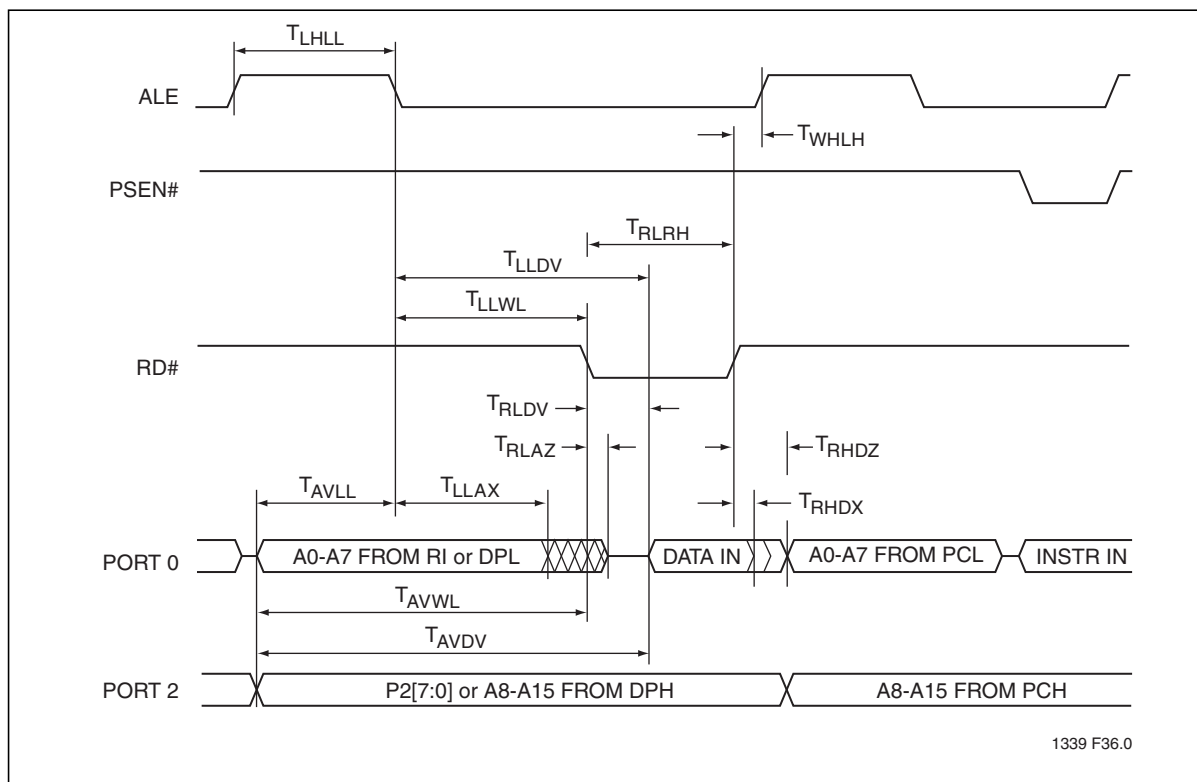 TLHLL
ALE
TWHLH
PSEN#
TRLRH
TLLDV
TLLWL
RD#
TRLDV
TRLAZ
TRHDZ
TAVLL
TLLAX
TRHDX
PORT 0
A0-A7 FROM RI or DPL
DATA IN
A0-A7 FROM PCL
INSTR IN
TAVWL
TAVDV
PORT 2
P2[7:0] or A8-A15 FROM DPH
A8-A15 FROM PCH
1339 F36.0